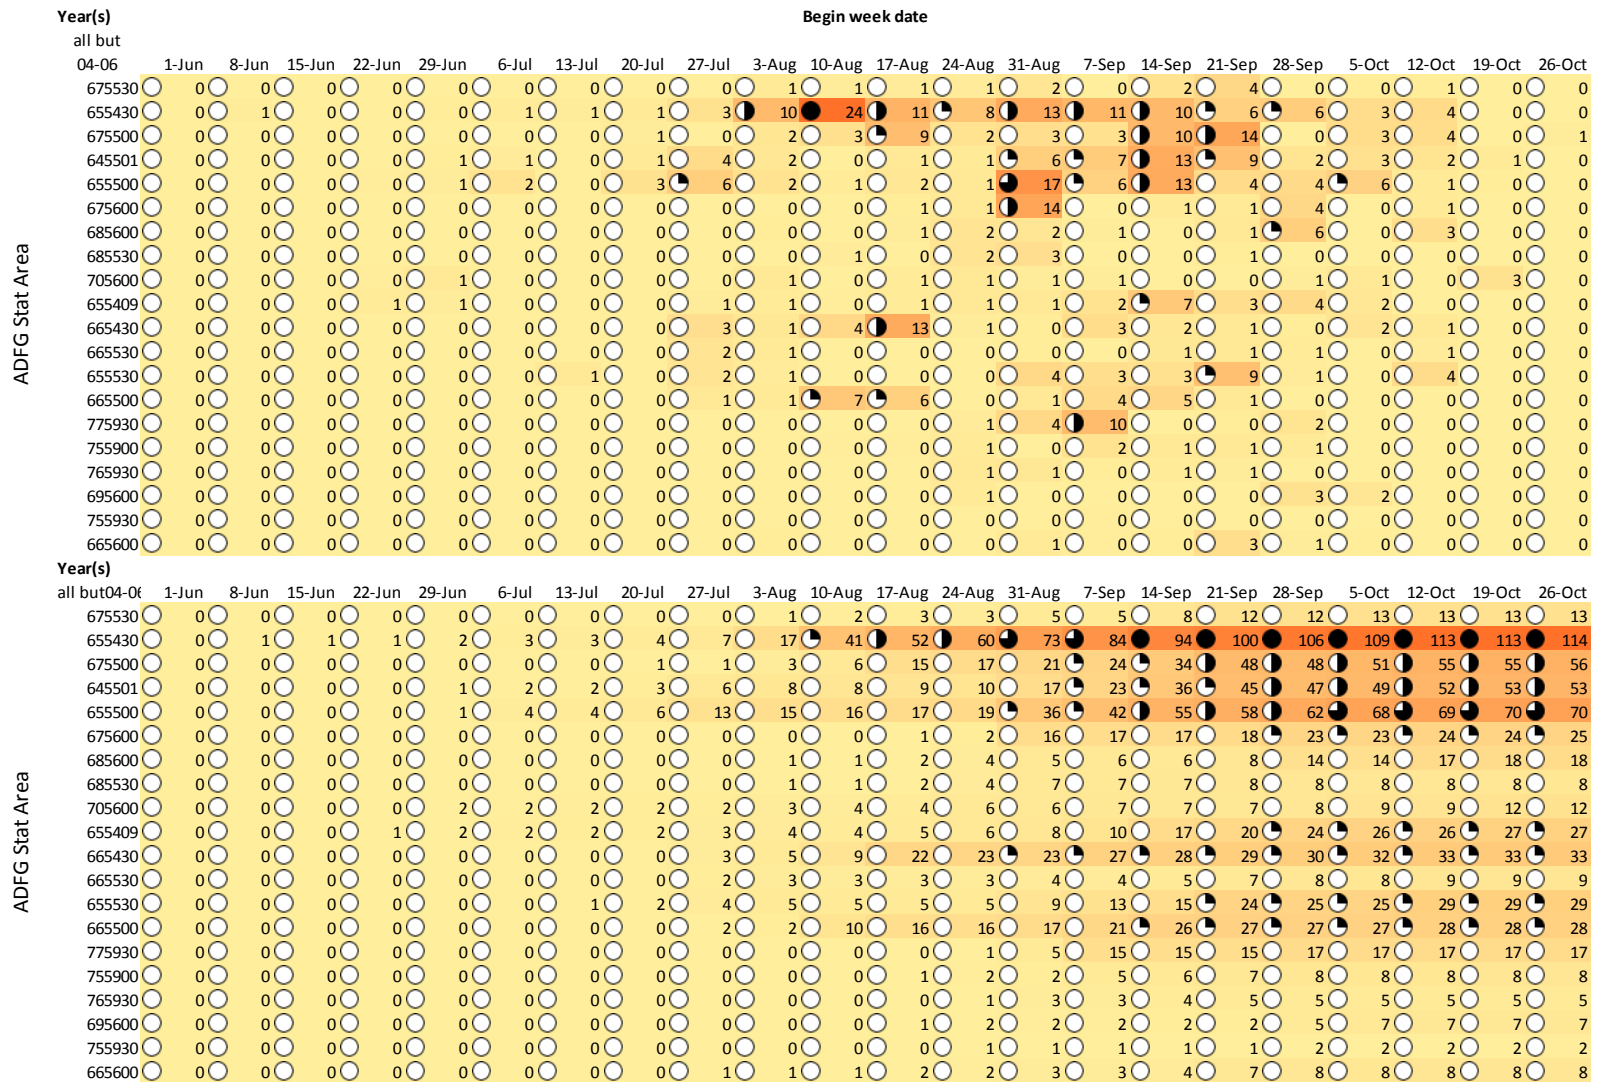 Year(s) Begin week date
all but
04-06 1-Jun 8-Jun 15-Jun 22-Jun 29-Jun 6-Jul 13-Jul 20-Jul 27-Jul 3-Aug 10-Aug 17-Aug 24-Aug 31-Aug 7-Sep 14-Sep 21-Sep 28-Sep 5-Oct 12-Oct 19-Oct 26-Oct
ADFG Stat Area
675530 0 0 0 0 0 0 0 0 0 1 1 1 1 2 0 2 4 0 0 1 0 0
655430 0 1 0 0 0 1 1 1 3 10 24 11 8 13 11 10 6 6 3 4 0 0
675500 0 0 0 0 0 0 0 1 0 2 3 9 2 3 3 10 14 0 3 4 0 1
645501 0 0 0 0 1 1 0 1 4 2 0 1 1 6 7 13 9 2 3 2 1 0
655500 0 0 0 0 1 2 0 3 6 2 1 2 1 17 6 13 4 4 6 1 0 0
675600 0 0 0 0 0 0 0 0 0 0 0 1 1 14 0 1 1 4 0 1 0 0
685600 0 0 0 0 0 0 0 0 0 0 0 1 2 2 1 0 1 6 0 3 0 0
685530 0 0 0 0 0 0 0 0 0 0 1 0 2 3 0 0 1 0 0 0 0 0
705600 0 0 0 0 1 0 0 0 0 1 0 1 1 1 1 0 0 1 1 0 3 0
655409 0 0 0 1 1 0 0 0 1 1 0 1 1 1 2 7 3 4 2 0 0 0
665430 0 0 0 0 0 0 0 0 3 1 4 13 1 0 3 2 1 0 2 1 0 0
665530 0 0 0 0 0 0 0 0 2 1 0 0 0 0 0 1 1 1 0 1 0 0
655530 0 0 0 0 0 0 1 0 2 1 0 0 0 4 3 3 9 1 0 4 0 0
665500 0 0 0 0 0 0 0 0 1 1 7 6 0 1 4 5 1 0 0 0 0 0
775930 0 0 0 0 0 0 0 0 0 0 0 0 1 4 10 0 0 2 0 0 0 0
755900 0 0 0 0 0 0 0 0 0 0 0 0 0 0 2 1 1 1 0 0 0 0
765930 0 0 0 0 0 0 0 0 0 0 0 0 1 1 0 1 1 0 0 0 0 0
695600 0 0 0 0 0 0 0 0 0 0 0 0 1 0 0 0 0 3 2 0 0 0
755930 0 0 0 0 0 0 0 0 0 0 0 0 0 0 0 0 0 0 0 0 0 0
665600 0 0 0 0 0 0 0 0 0 0 0 0 0 1 0 0 3 1 0 0 0 0
Year(s)
all but04-06 1-Jun 8-Jun 15-Jun 22-Jun 29-Jun 6-Jul 13-Jul 20-Jul 27-Jul 3-Aug 10-Aug 17-Aug 24-Aug 31-Aug 7-Sep 14-Sep 21-Sep 28-Sep 5-Oct 12-Oct 19-Oct 26-Oct
ADFG Stat Area
675530 0 0 0 0 0 0 0 0 0 1 2 3 3 5 5 8 12 12 13 13 13 13
655430 0 1 1 1 2 3 3 4 7 17 41 52 60 73 84 94 100 106 109 113 113 114
675500 0 0 0 0 0 0 0 1 1 3 6 15 17 21 24 34 48 48 51 55 55 56
645501 0 0 0 0 1 2 2 3 6 8 8 9 10 17 23 36 45 47 49 52 53 53
655500 0 0 0 0 1 4 4 6 13 15 16 17 19 36 42 55 58 62 68 69 70 70
675600 0 0 0 0 0 0 0 0 0 0 0 1 2 16 17 17 18 23 23 24 24 25
685600 0 0 0 0 0 0 0 0 0 1 1 2 4 5 6 6 8 14 14 17 18 18
685530 0 0 0 0 0 0 0 0 0 1 1 2 4 7 7 7 8 8 8 8 8 8
705600 0 0 0 0 2 2 2 2 2 3 4 4 6 6 7 7 7 8 9 9 12 12
655409 0 0 0 1 2 2 2 2 3 4 4 5 6 8 10 17 20 24 26 26 27 27
665430 0 0 0 0 0 0 0 0 3 5 9 22 23 23 27 28 29 30 32 33 33 33
665530 0 0 0 0 0 0 0 0 2 3 3 3 3 4 4 5 7 8 8 9 9 9
655530 0 0 0 0 0 0 1 2 4 5 5 5 5 9 13 15 24 25 25 29 29 29
665500 0 0 0 0 0 0 0 0 2 2 10 16 16 17 21 26 27 27 27 28 28 28
775930 0 0 0 0 0 0 0 0 0 0 0 0 1 5 15 15 15 17 17 17 17 17
755900 0 0 0 0 0 0 0 0 0 0 0 1 2 2 5 6 7 8 8 8 8 8
765930 0 0 0 0 0 0 0 0 0 0 0 0 1 3 3 4 5 5 5 5 5 5
695600 0 0 0 0 0 0 0 0 0 0 0 1 2 2 2 2 2 5 7 7 7 7
755930 0 0 0 0 0 0 0 0 0 0 0 0 1 1 1 1 1 2 2 2 2 2
665600 0 0 0 0 0 0 0 0 1 1 1 2 2 3 3 4 7 8 8 8 8 8